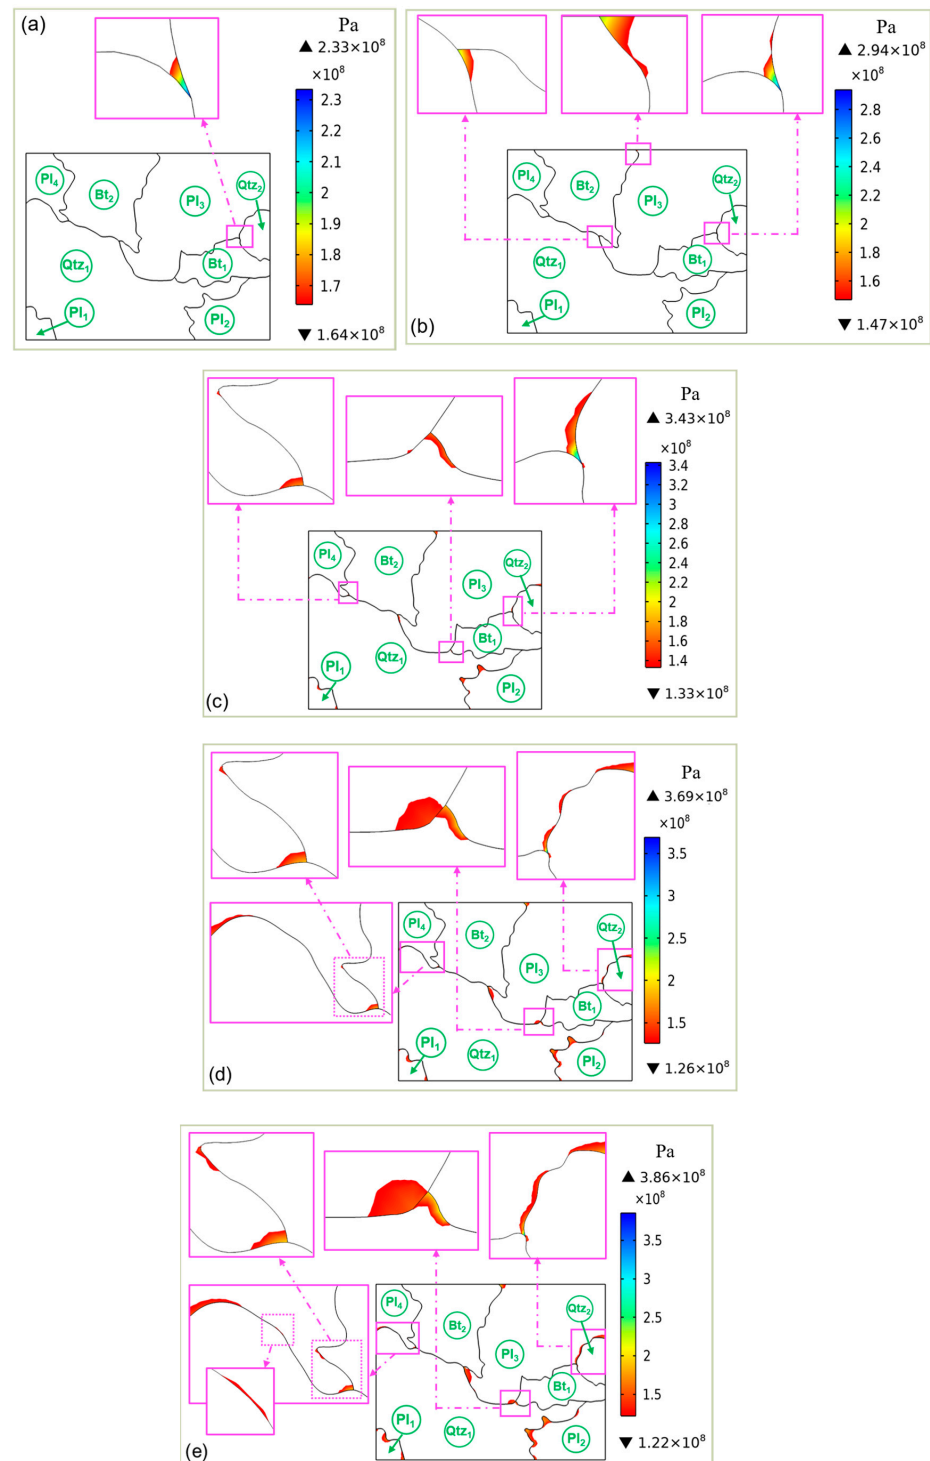 (a)
Pa
▲ 2.33×10⁸
×10⁸
2.3
2.2
2.1
2
1.9
1.8
1.7
▼ 1.64×10⁸
Pl₄
Bt₂
Pl₃
Qtz₂
Qtz₁
Bt₁
Pl₁
Pl₂
(b)
Pa
▲ 2.94×10⁸
×10⁸
2.8
2.6
2.4
2.2
2
1.8
1.6
▼ 1.47×10⁸
Pl₄
Bt₂
Pl₃
Qtz₂
Qtz₁
Bt₁
Pl₁
Pl₂
Pa
▲ 3.43×10⁸
×10⁸
3.4
3.2
3
2.8
2.6
2.4
2.2
2
1.8
1.6
1.4
▼ 1.33×10⁸
Pl₄
Bt₂
Pl₃
Qtz₂
Qtz₁
Bt₁
Pl₁
Pl₂
(c)
Pa
▲ 3.69×10⁸
×10⁸
3.5
3
2.5
2
1.5
▼ 1.26×10⁸
Pl₄
Bt₂
Pl₃
Qtz₂
Bt₁
Pl₁
Qtz₁
Pl₂
(d)
Pa
▲ 3.86×10⁸
×10⁸
3.5
3
2.5
2
1.5
▼ 1.22×10⁸
Pl₄
Bt₂
Pl₃
Qtz₂
Bt₁
Pl₁
Qtz₁
Pl₂
(e)